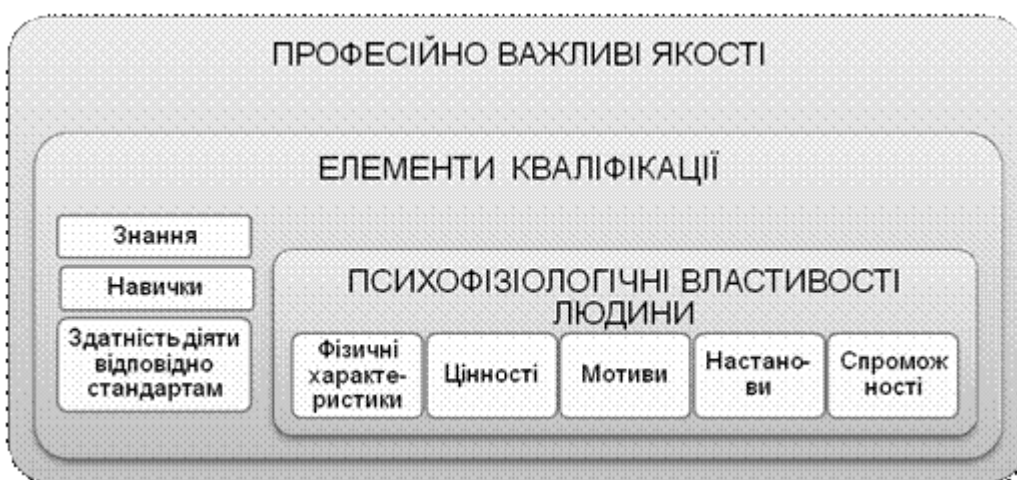 ПРОФЕСІЙНО ВАЖЛИВІ ЯКОСТІ
ЕЛЕМЕНТИ КВАЛІФІКАЦІЇ
Знання
Навички
Здатність діяти
відповідно
стандартам
ПСИХОФІЗІОЛОГІЧНІ ВЛАСТИВОСТІ
ЛЮДИНИ
Фізичні
характе-
ристики
Цінності
Мотиви
Настано-
ви
Спромож
ності